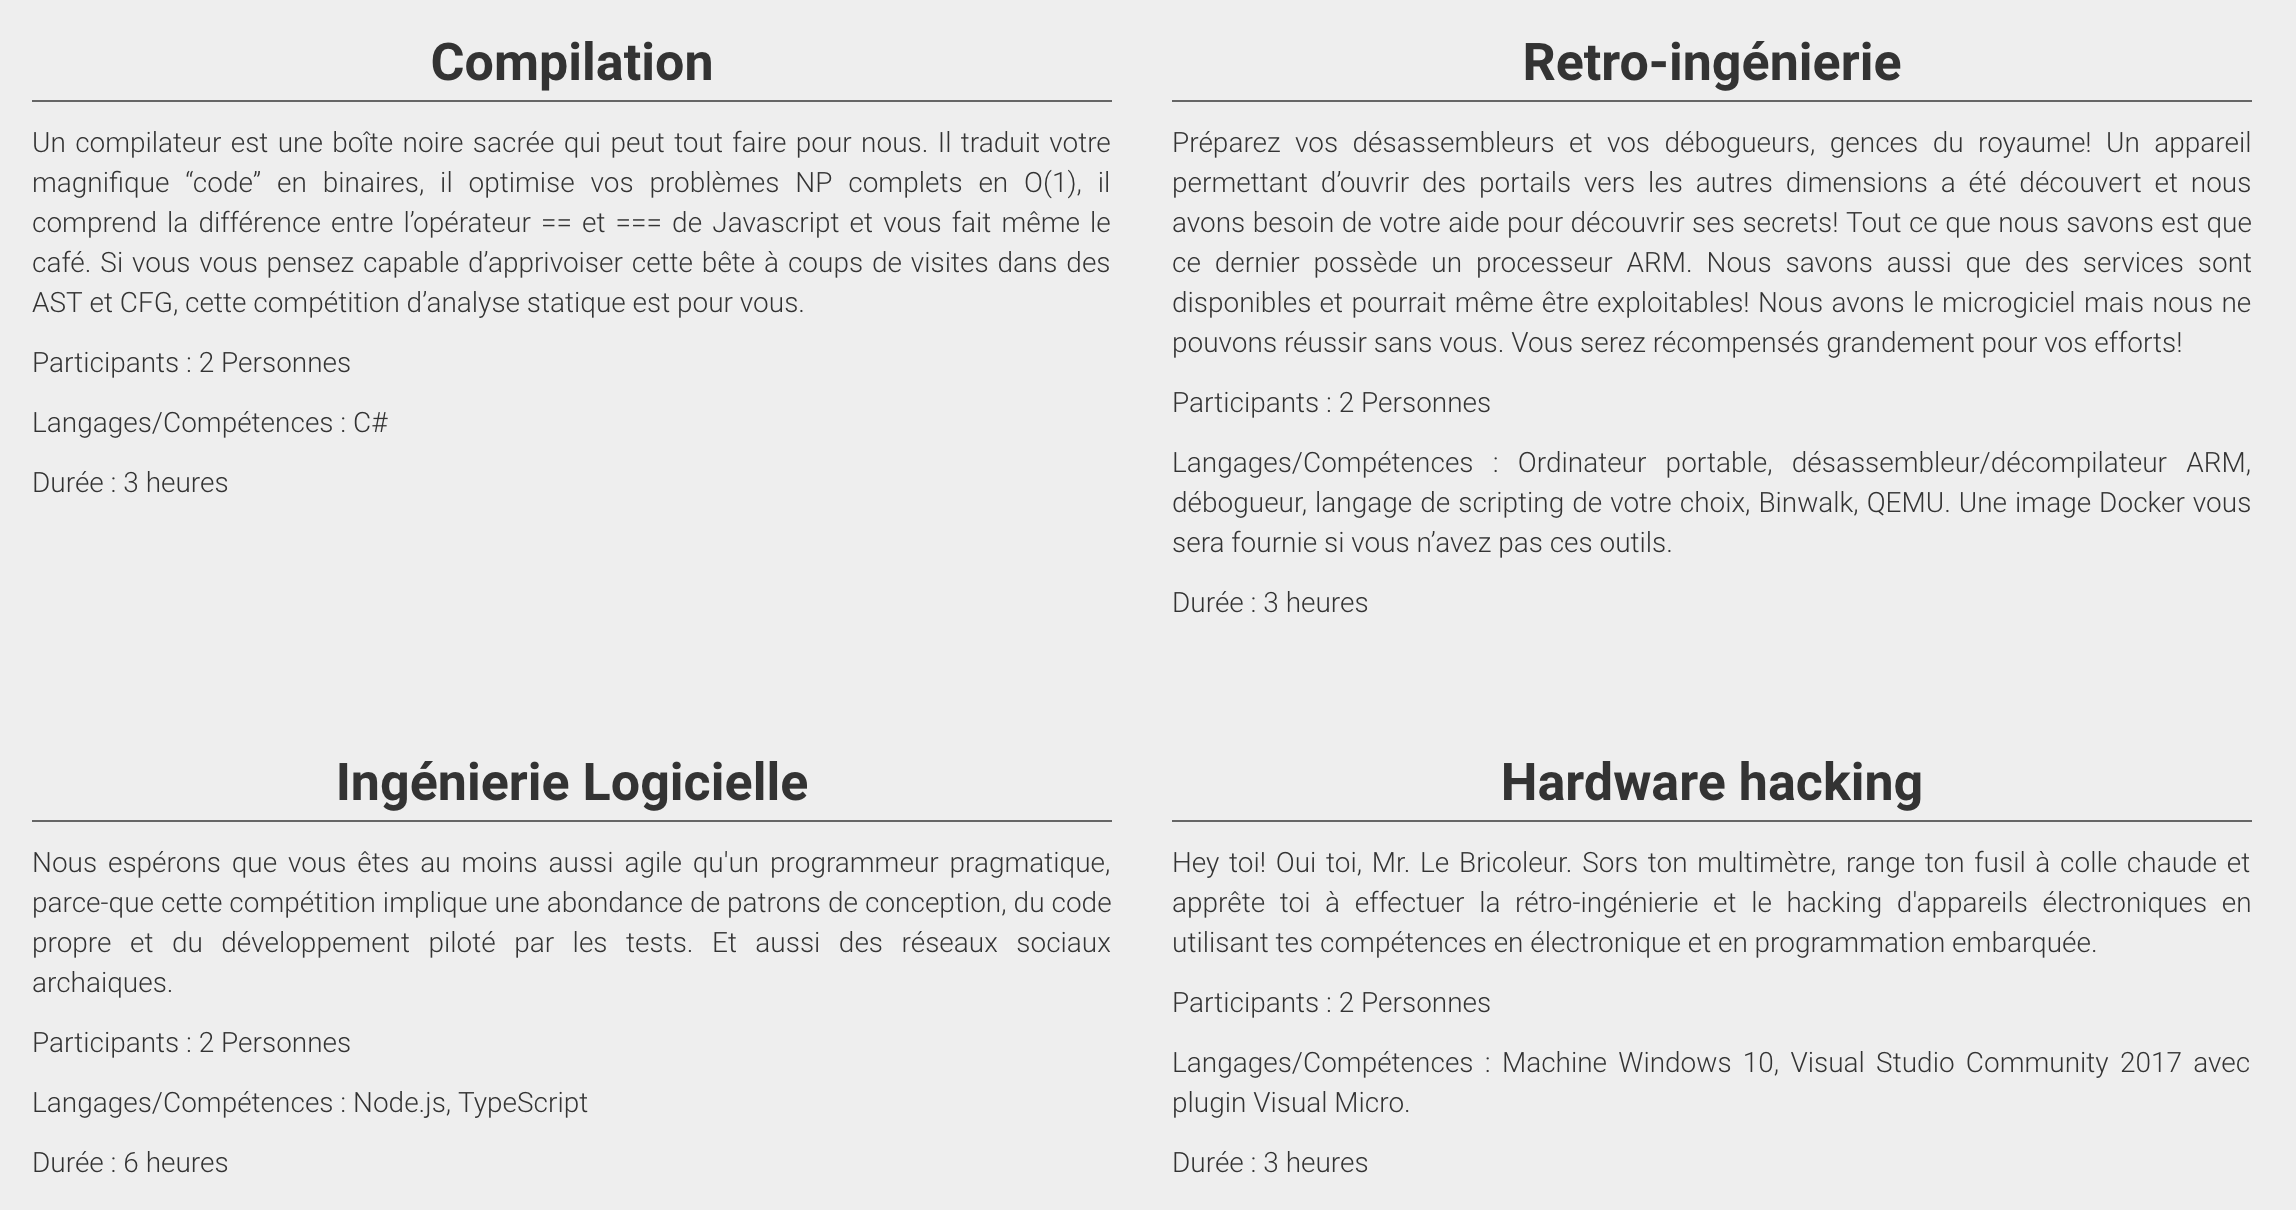 Compilation
Un compilateur est une boîte noire sacrée qui peut tout faire pour nous. Il traduit votre
magnifique “code” en binaires, il optimise vos problèmes NP complets en O(1), il
comprend la différence entre l’opérateur == et === de Javascript et vous fait même le
café. Si vous vous pensez capable d’apprivoiser cette bête à coups de visites dans des
AST et CFG, cette compétition d’analyse statique est pour vous.
Participants : 2 Personnes
Langages/Compétences : C#
Durée : 3 heures
Retro-ingénierie
Préparez vos désassembleurs et vos débogueurs, gences du royaume! Un appareil
permettant d’ouvrir des portails vers les autres dimensions a été découvert et nous
avons besoin de votre aide pour découvrir ses secrets! Tout ce que nous savons est que
ce dernier possède un processeur ARM. Nous savons aussi que des services sont
disponibles et pourrait même être exploitables! Nous avons le microgiciel mais nous ne
pouvons réussir sans vous. Vous serez récompensés grandement pour vos efforts!
Participants : 2 Personnes
Langages/Compétences : Ordinateur portable, désassembleur/décompilateur ARM,
débogueur, langage de scripting de votre choix, Binwalk, QEMU. Une image Docker vous
sera fournie si vous n’avez pas ces outils.
Durée : 3 heures
Ingénierie Logicielle
Nous espérons que vous êtes au moins aussi agile qu'un programmeur pragmatique,
parce-que cette compétition implique une abondance de patrons de conception, du code
propre et du développement piloté par les tests. Et aussi des réseaux sociaux
archaiques.
Participants : 2 Personnes
Langages/Compétences : Node.js, TypeScript
Durée : 6 heures
Hardware hacking
Hey toi! Oui toi, Mr. Le Bricoleur. Sors ton multimètre, range ton fusil à colle chaude et
apprête toi à effectuer la rétro-ingénierie et le hacking d'appareils électroniques en
utilisant tes compétences en électronique et en programmation embarquée.
Participants : 2 Personnes
Langages/Compétences : Machine Windows 10, Visual Studio Community 2017 avec
plugin Visual Micro.
Durée : 3 heures